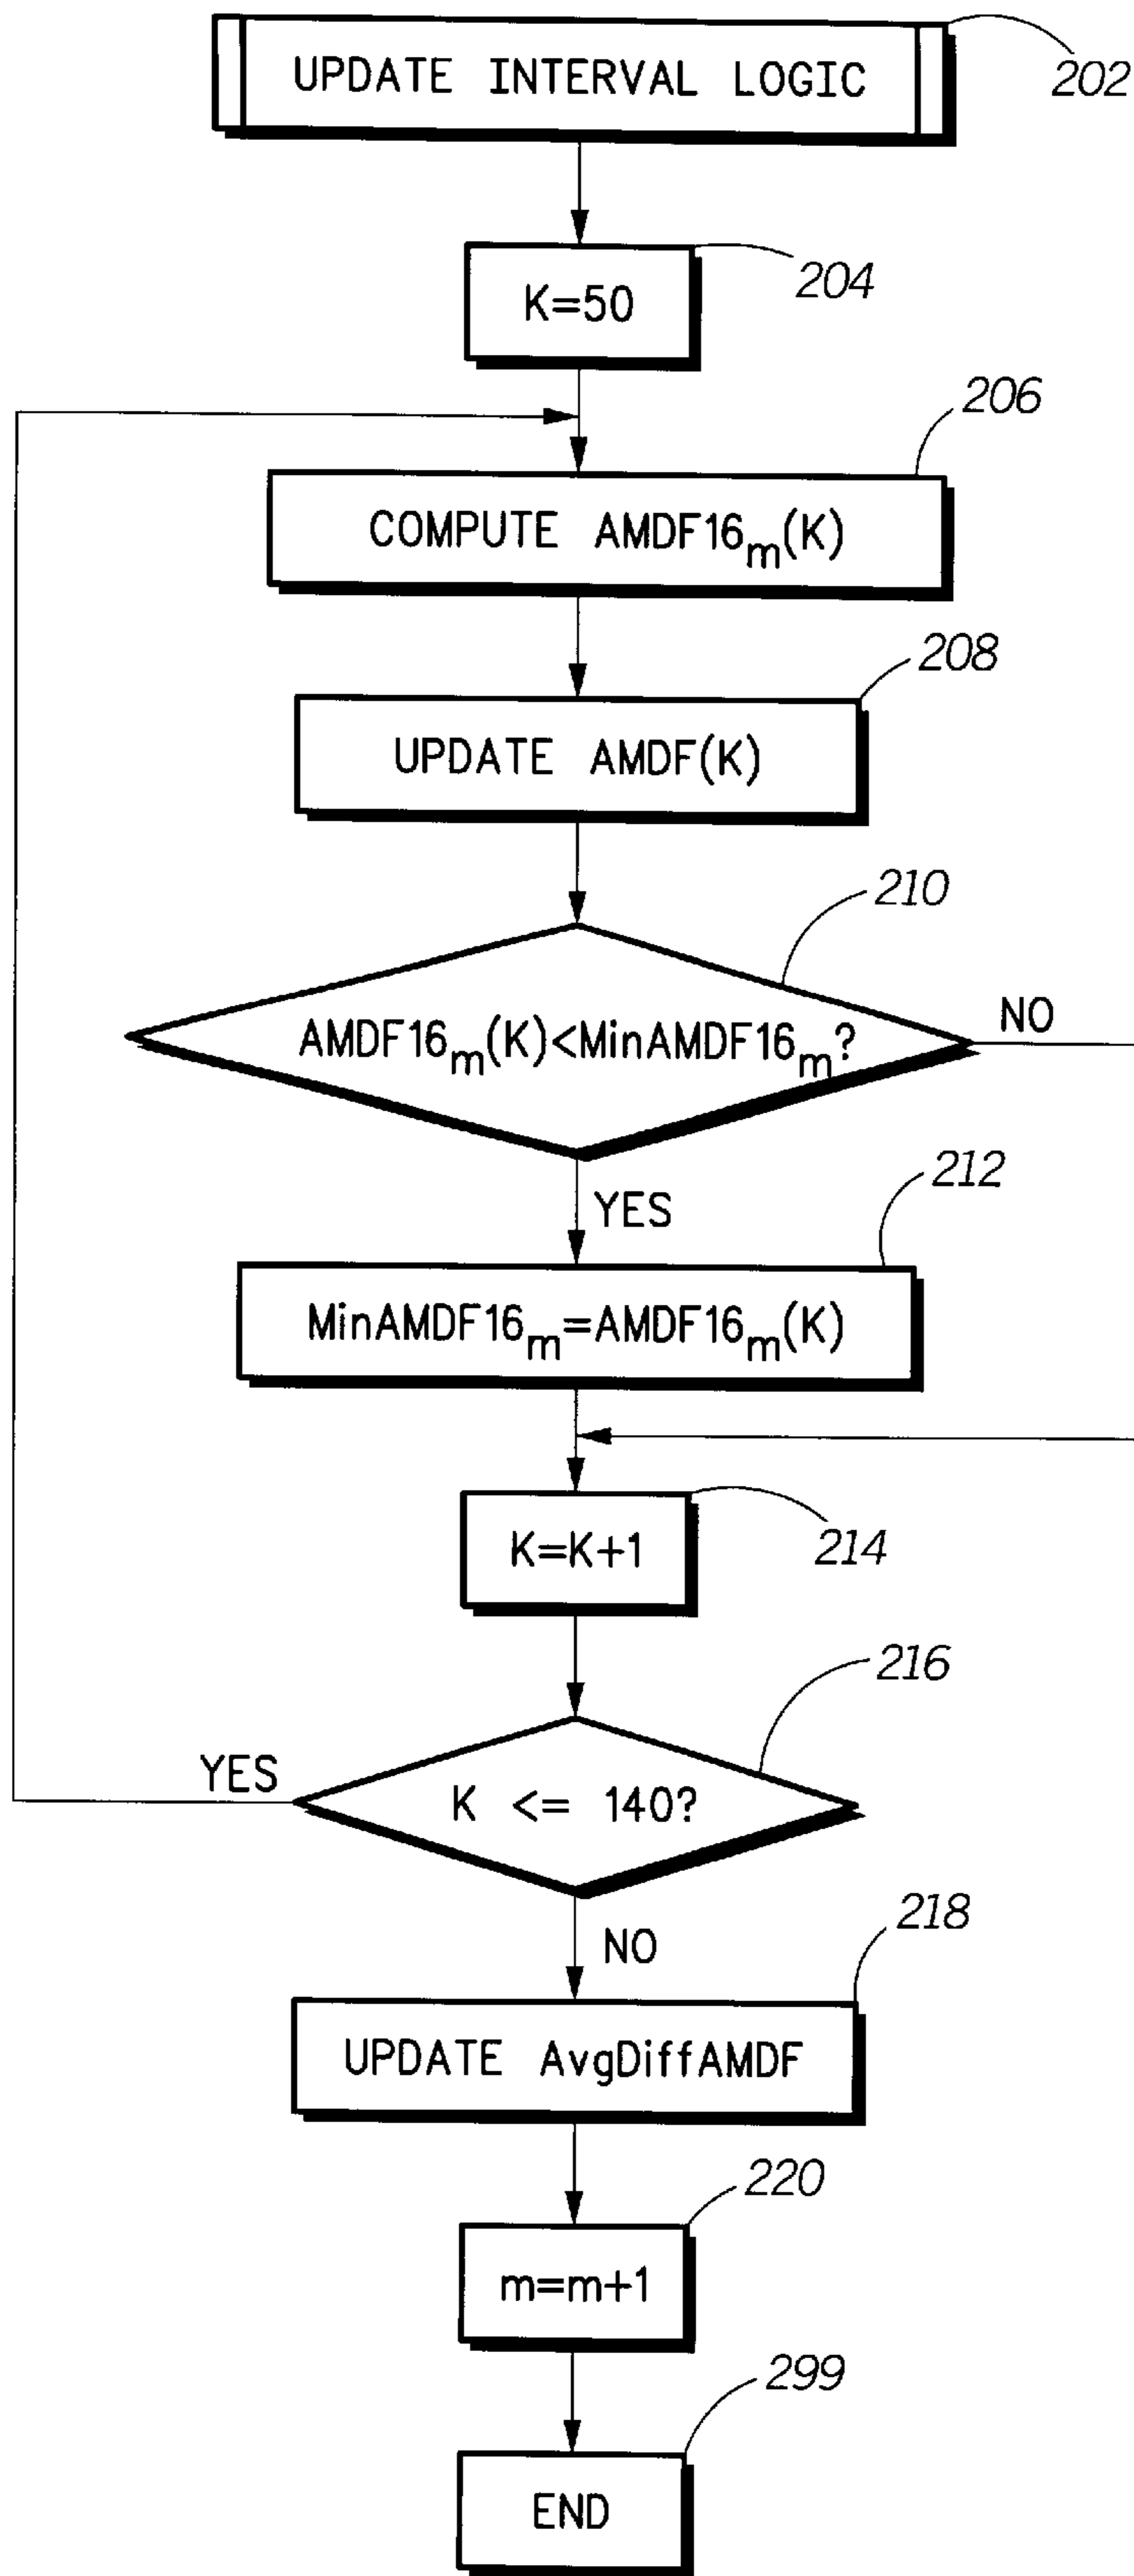 UPDATE INTERVAL LOGIC
202
K=50
204
206
COMPUTE AMDF16m(K)
208
UPDATE AMDF(K)
210
AMDF16m(K)<MinAMDF16m?
NO
YES
212
MinAMDF16m=AMDF16m(K)
K=K+1
214
216
YES
K <= 140?
NO
218
UPDATE AvgDiffAMDF
220
m=m+1
299
END